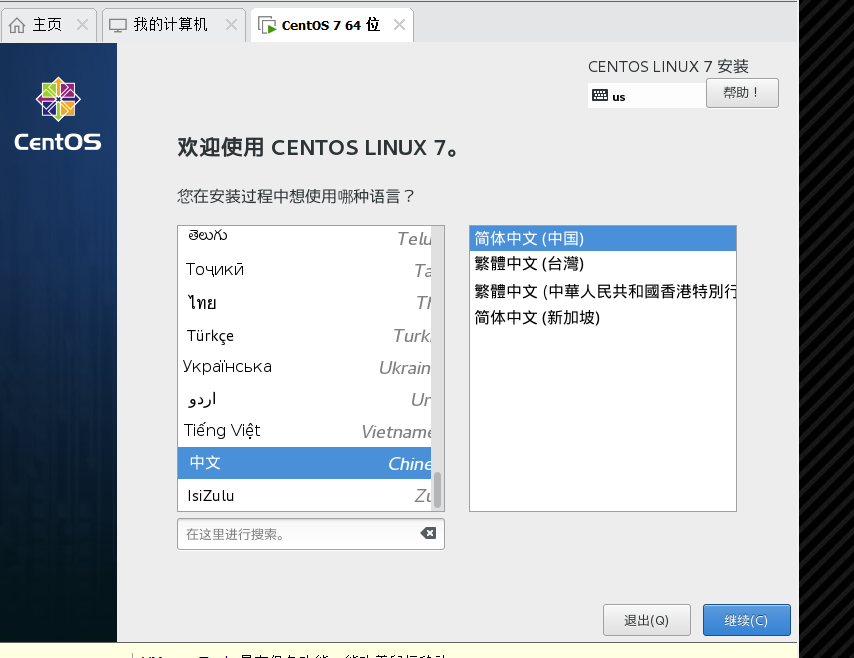 主页
我的计算机
CentOS 7 64 位
CentOS
CENTOS LINUX 7 安装
us
帮助！
欢迎使用 CENTOS LINUX 7。
您在安装过程中想使用哪种语言？
తెలుగు Telu
Тоҷикӣ Ta
ไทย Th
Türkçe Turk
Українська Ukrain
اردو Ur
Tiếng Việt Vietname
中文 Chine
IsiZulu Zu
简体中文 (中国)
繁體中文 (台灣)
繁體中文 (中華人民共和國香港特別行
简体中文 (新加坡)
在这里进行搜索。
退出(Q)
继续(C)